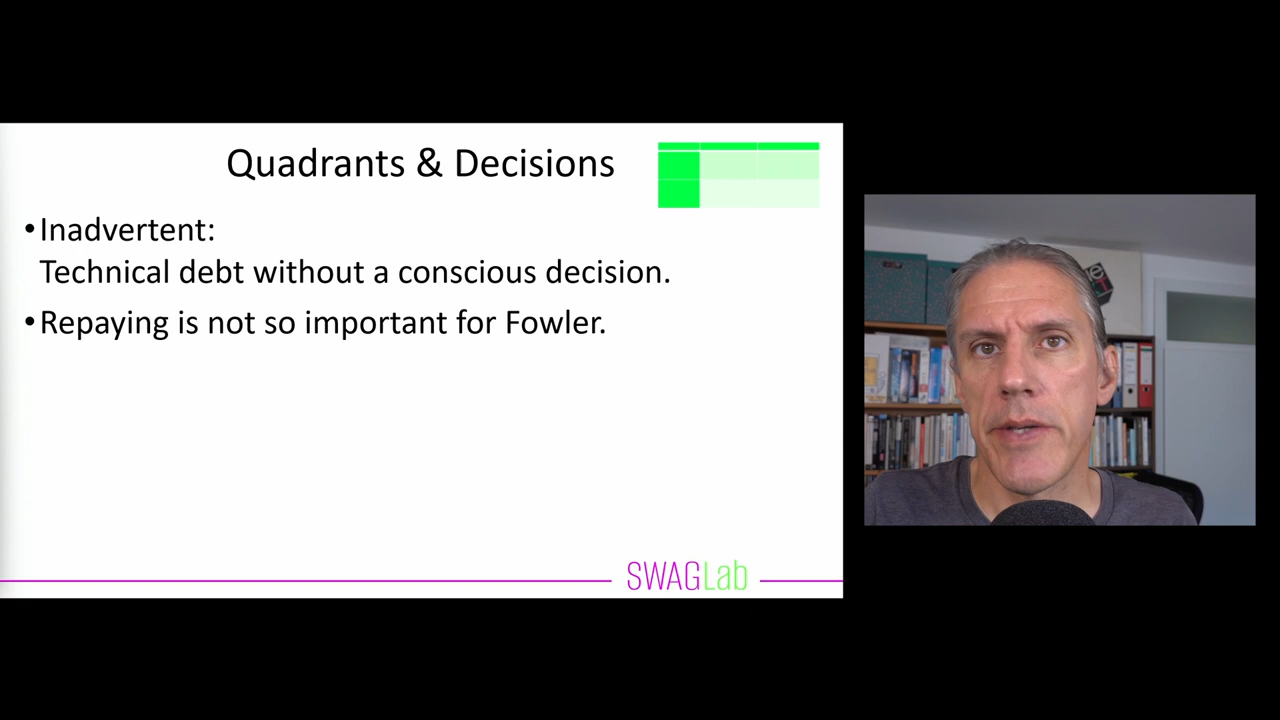 Quadrants & Decisions
•Inadvertent:
Technical debt without a conscious decision.
•Repaying is not so important for Fowler.
SWAGLab